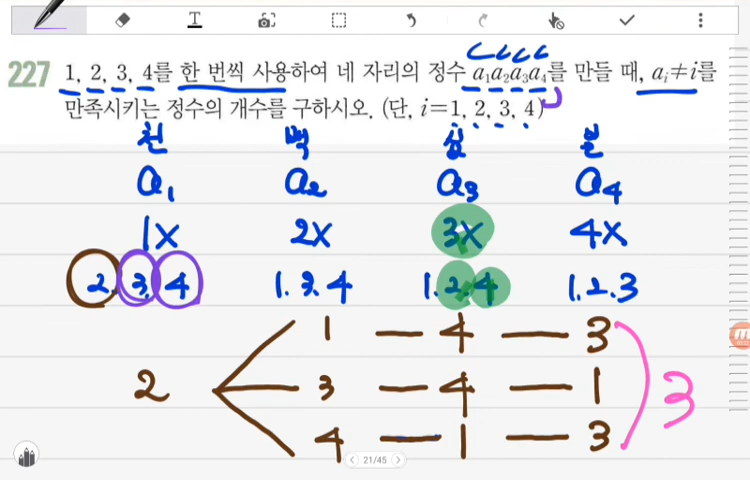 T
227 1, 2, 3, 4를 한 번씩 사용하여 네 자리의 정수 a₁a₂a₃a₄를 만들 때, aᵢ≠i를
만족시키는 정수의 개수를 구하시오. (단, i=1, 2, 3, 4)
천 백 십 일
a₁ a₂ a₃ a₄
1X 2X 3X 4X
2. 3. 4 1. 3. 4 1. 2. 4 1. 2. 3
1 — 4 — 3
2 3 — 4 — 1 3
4 — 1 — 3
21/45